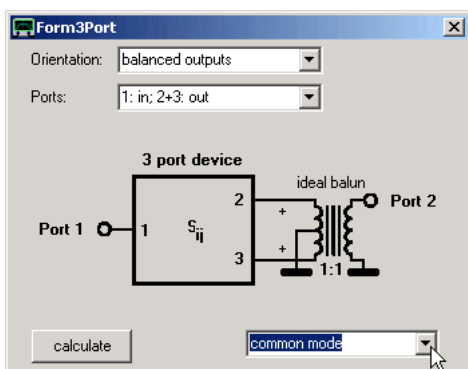 Form3Port
Orientation: balanced outputs
Ports: 1: in; 2+3: out
3 port device
ideal balun
2
+
Port 2
Port 1
1
Sij
+
3
1:1
calculate
common mode